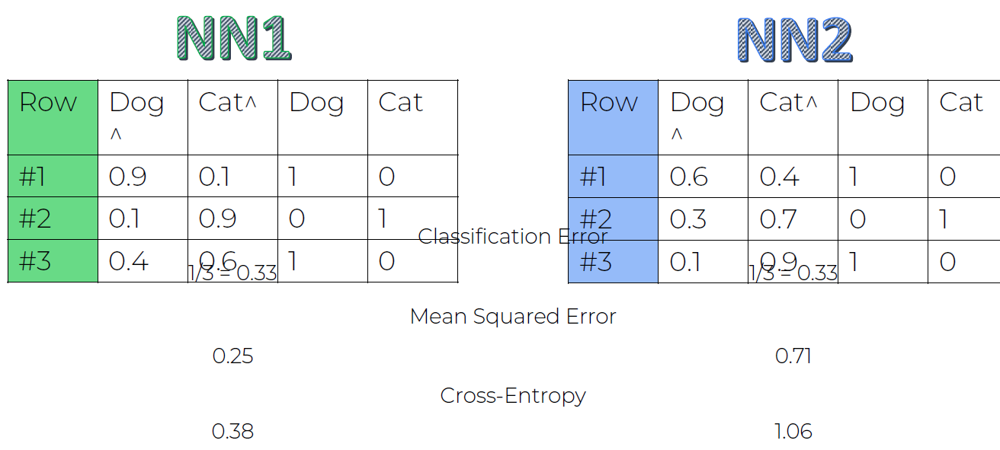 NN1
NN2
Row Dog^ Cat^ Dog Cat
#1 0.9 0.1 1 0
#2 0.1 0.9 0 1
#3 0.4 0.6 1 0
Row Dog^ Cat^ Dog Cat
#1 0.6 0.4 1 0
#2 0.3 0.7 0 1
#3 0.1 0.9 1 0
Classification Error
1/3 = 0.33
1/3 = 0.33
Mean Squared Error
0.25
0.71
Cross-Entropy
0.38
1.06